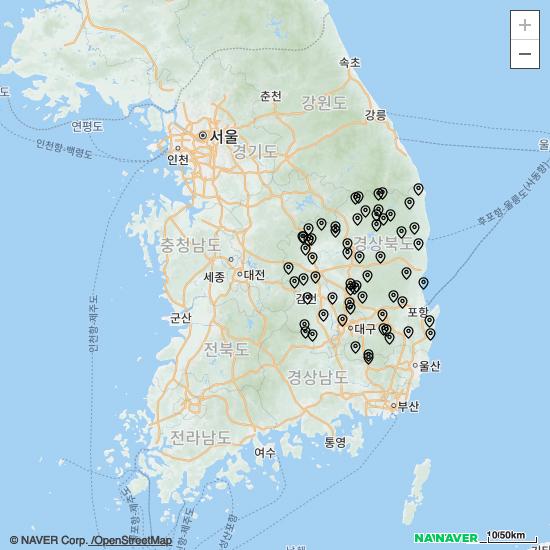 +
−
속초
춘천
강원도
강릉
연평도
서울
인천
경기도
인천항-백령도
후포항-울릉도(사동항)
충청남도
경상북도
세종
대전
김천
포항
군산
인천항-제주도
대구
전라북도
경상남도
울산
부산
전라남도
여수
통영
© NAVER Corp. /OpenStreetMap
NAVER
10/50km